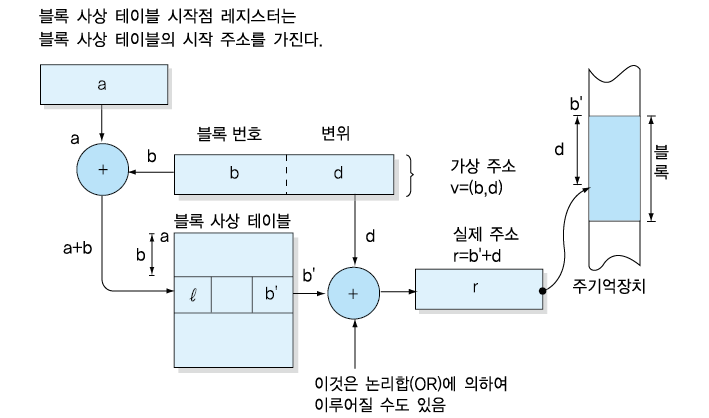 블록 사상 테이블 시작점 레지스터는
블록 사상 테이블의 시작 주소를 가진다.
a
a
+
b
블록 번호
변위
b
d
가상 주소
v=(b,d)
b'
d
블록
a+b
블록 사상 테이블
a
b
ℓ
b'
b'
d
+
실제 주소
r=b'+d
r
주기억장치
이것은 논리합(OR)에 의하여
이루어질 수도 있음